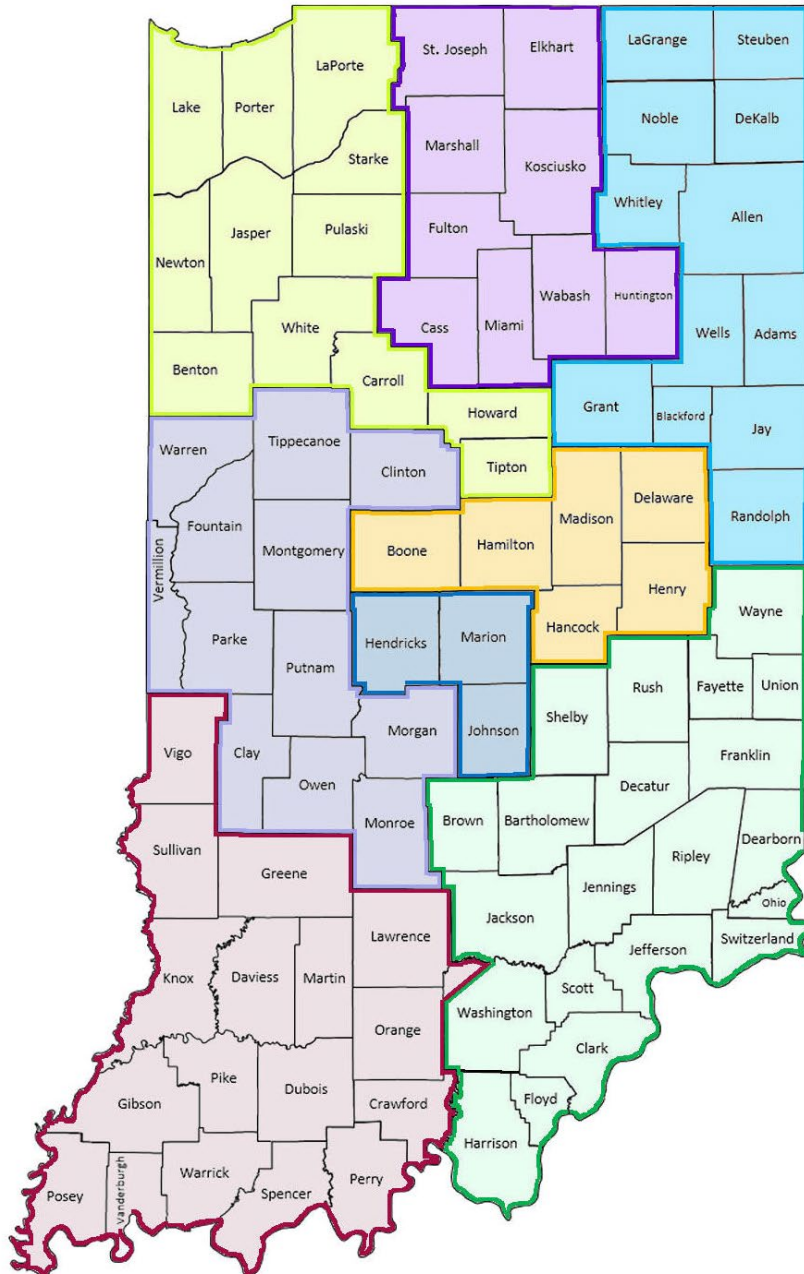 St. Joseph
Elkhart
LaGrange
Steuben
LaPorte
Lake
Porter
Noble
DeKalb
Marshall
Starke
Kosciusko
Whitley
Allen
Jasper
Pulaski
Fulton
Newton
Wabash
Huntington
White
Cass
Miami
Wells
Adams
Benton
Carroll
Howard
Grant
Blackford
Jay
Warren
Tippecanoe
Clinton
Tipton
Madison
Delaware
Randolph
Fountain
Montgomery
Boone
Hamilton
Vermillion
Henry
Wayne
Parke
Hendricks
Marion
Hancock
Putnam
Rush
Fayette
Union
Shelby
Morgan
Johnson
Vigo
Clay
Franklin
Owen
Decatur
Brown
Bartholomew
Monroe
Dearborn
Sullivan
Ripley
Greene
Jennings
Ohio
Jackson
Lawrence
Switzerland
Jefferson
Knox
Daviess
Martin
Scott
Washington
Orange
Clark
Pike
Dubois
Gibson
Crawford
Floyd
Harrison
Vanderburgh
Warrick
Perry
Posey
Spencer